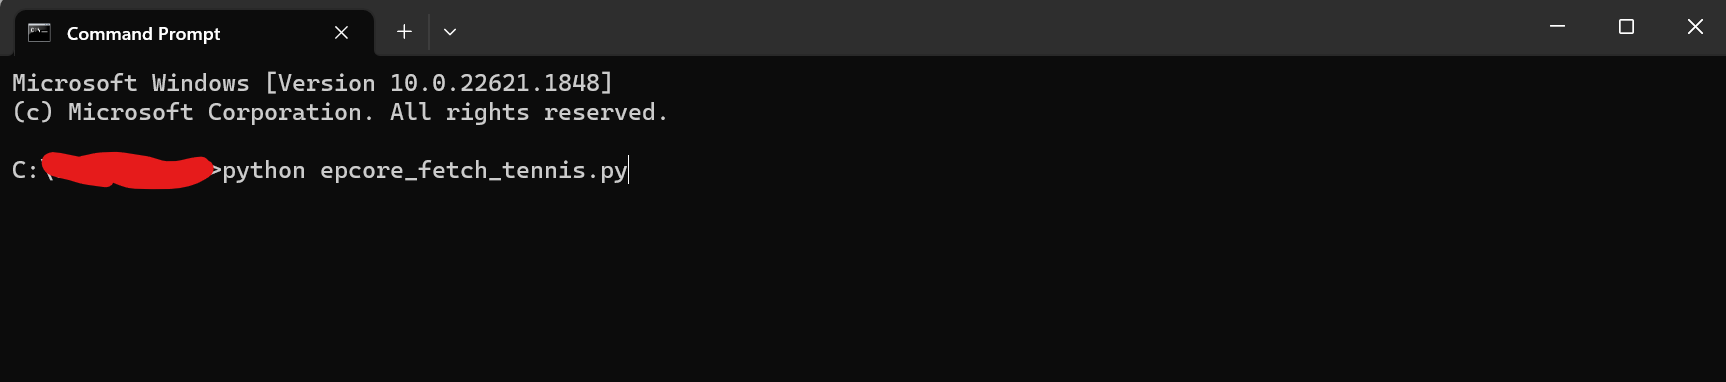 Command Prompt
Microsoft Windows [Version 10.0.22621.1848]
(c) Microsoft Corporation. All rights reserved.
C:\>python epcore_fetch_tennis.py